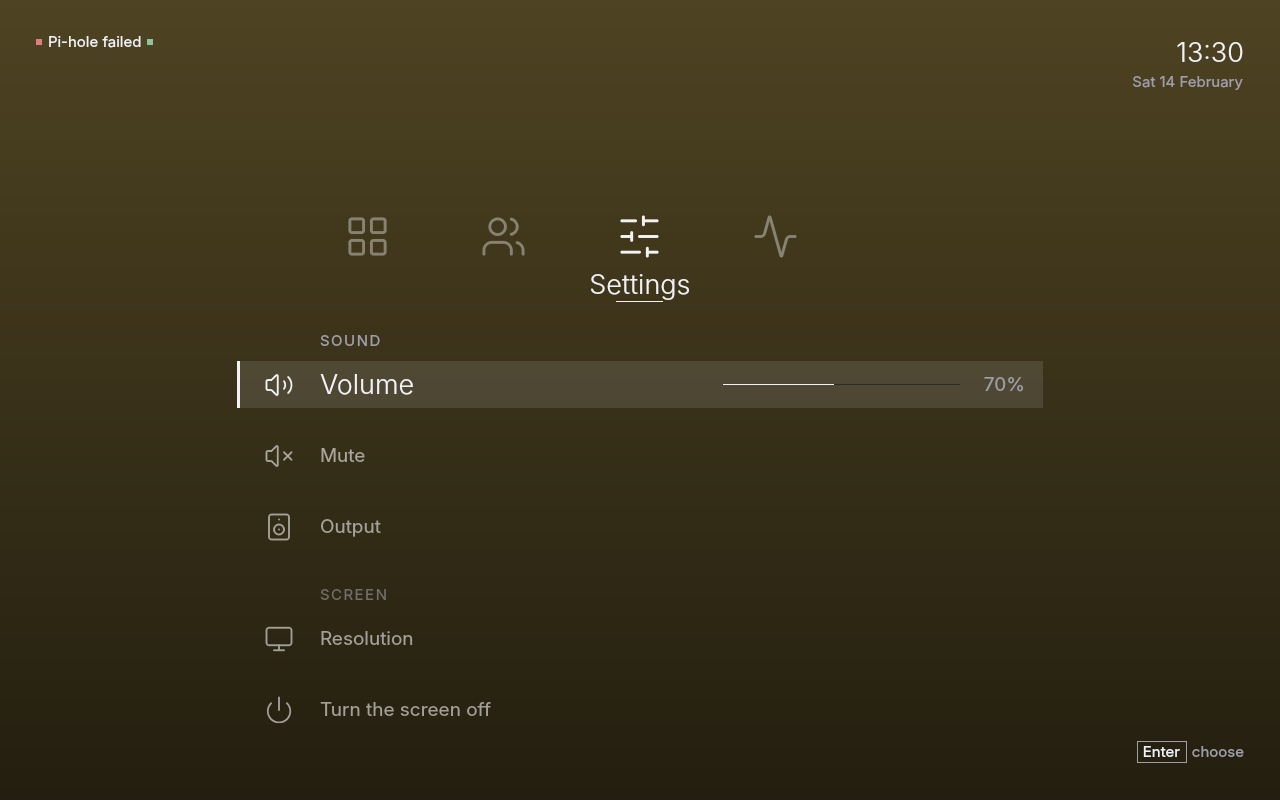 Pi-hole failed
13:30
Sat 14 February
Settings
SOUND
Volume 70%
Mute
Output
SCREEN
Resolution
Turn the screen off
Enter choose